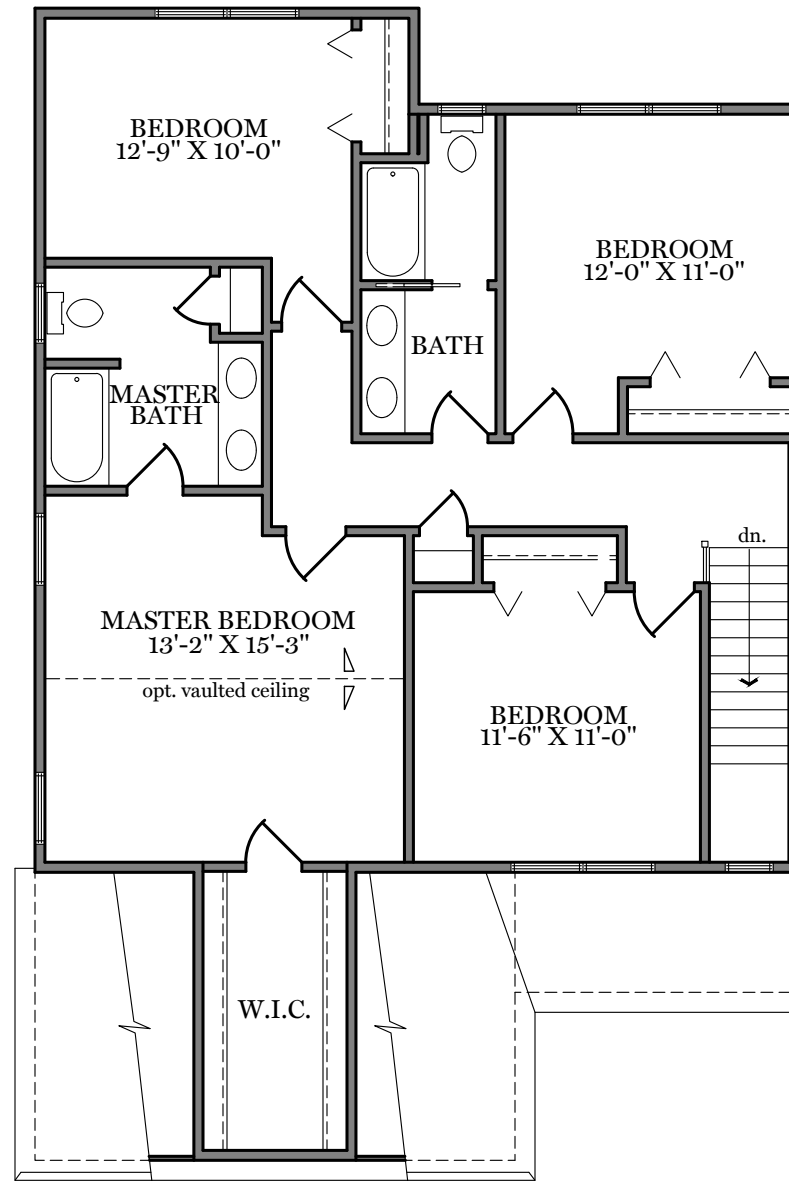 BEDROOM
12'-9" X 10'-0"
BEDROOM
12'-0" X 11'-0"
BATH
MASTER
BATH
dn.
MASTER BEDROOM
13'-2" X 15'-3"
opt. vaulted ceiling
BEDROOM
11'-6" X 11'-0"
W.I.C.